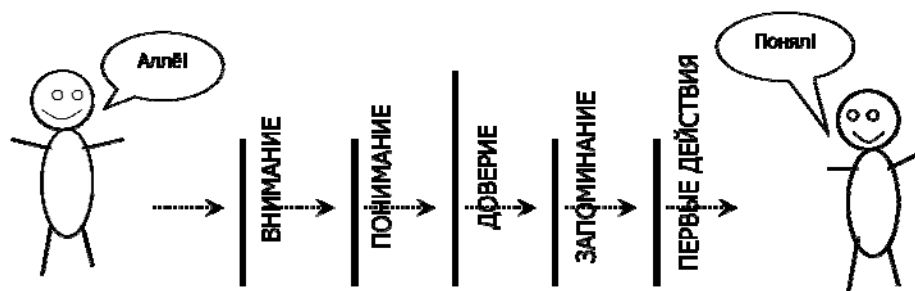 Аллё!
ВНИМАНИЕ
ПОНИМАНИЕ
ДОВЕРИЕ
ЗАПОМИНАНИЕ
ПЕРВЫЕ ДЕЙСТВИЯ
Понял!